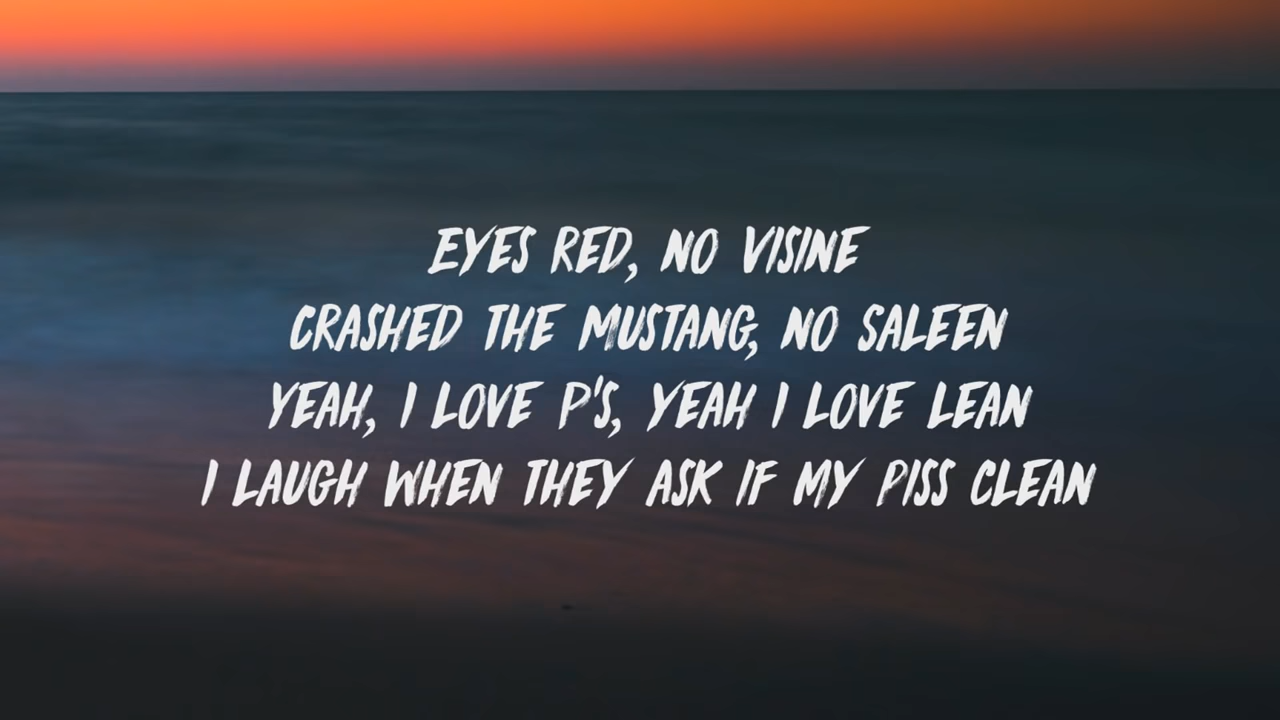 EYES RED, NO VISINE
CRASHED THE MUSTANG, NO SALEEN
YEAH, I LOVE P'S, YEAH I LOVE LEAN
I LAUGH WHEN THEY ASK IF MY PISS CLEAN